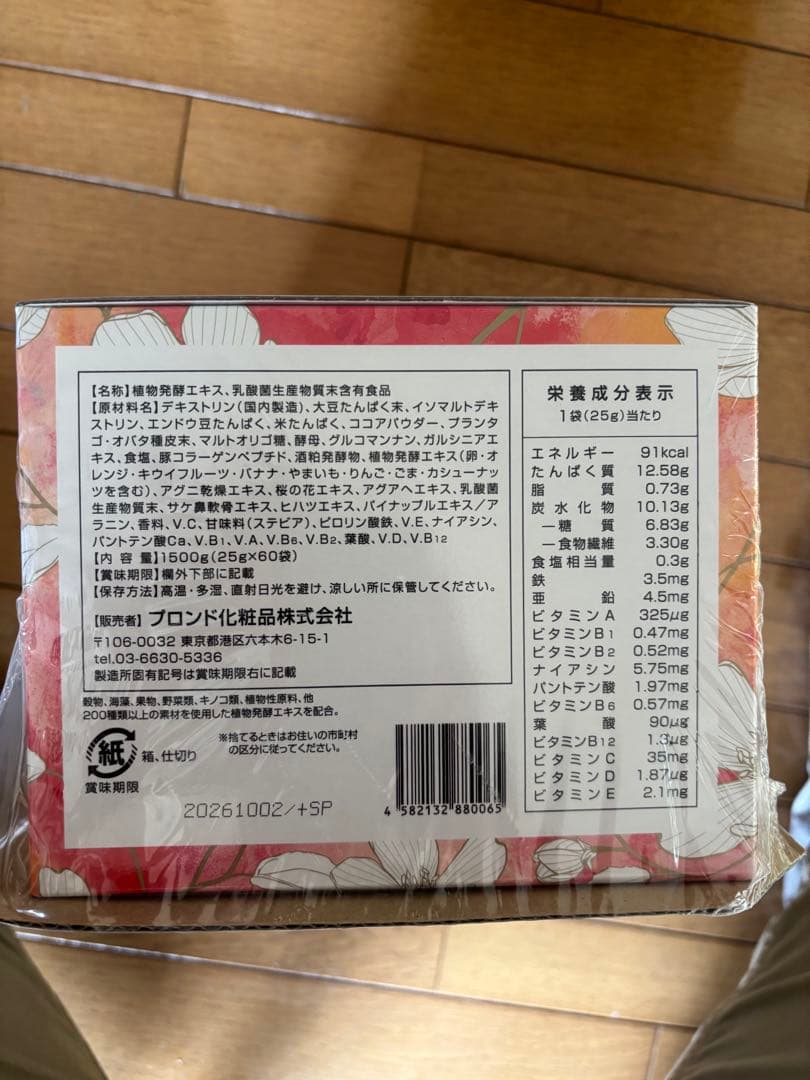 【名称】植物発酵エキス、乳酸菌生産物質末含有食品
【原材料名】デキストリン(国内製造)、大豆たんぱく末、イソマルトデキ
ストリン、エンドウ豆たんぱく、米たんぱく、ココアパウダー、プランタ
ゴ・オバタ種皮末、マルトオリゴ糖、酵母、グルコマンナン、ガルシニアエ
キス、食塩、豚コラーゲンペプチド、酒粕発酵物、植物発酵エキス(卵・オ
レンジ・キウイフルーツ・バナナ・やまいも・りんご・ごま・カシューナッ
ツを含む)、アグニ乾燥エキス、桜の花エキス、アグアヘエキス、乳酸菌
生産物質末、サケ鼻軟骨エキス、ヒハツエキス、パイナップルエキス/ア
ラニン、香料、V.C、甘味料(ステビア)、ピロリン酸鉄、V.E、ナイアシン、
パントテン酸Ca、V.B1、V.A、V.B6、V.B2、葉酸、V.D、V.B12
【内 容 量】1500g(25g×60袋)
【賞味期限】欄外下部に記載
【保存方法】高温・多湿、直射日光を避け、涼しい所に保管してください。
【販売者】ブロンド化粧品株式会社
〒106-0032 東京都港区六本木6-15-1
tel.03-6630-5336
製造所固有記号は賞味期限右に記載
穀物、海藻、果物、野菜類、キノコ類、植物性原料、他
200種類以上の素材を使用した植物発酵エキスを配合。
紙
箱、仕切り
※捨てるときはお住いの市町村
の区分に従ってください。
賞味期限
20261002/+SP
4 582132 880065
栄養成分表示
1袋(25g)当たり
エネルギー 91kcal
たんぱく質 12.58g
脂 質 0.73g
炭水化物 10.13g
―糖 質 6.83g
―食物繊維 3.30g
食塩相当量 0.3g
鉄 3.5mg
亜 鉛 4.5mg
ビタミンA 325μg
ビタミンB1 0.47mg
ビタミンB2 0.52mg
ナイアシン 5.75mg
パントテン酸 1.97mg
ビタミンB6 0.57mg
葉 酸 90μg
ビタミンB12 1.3μg
ビタミンC 35mg
ビタミンD 1.87μg
ビタミンE 2.1mg